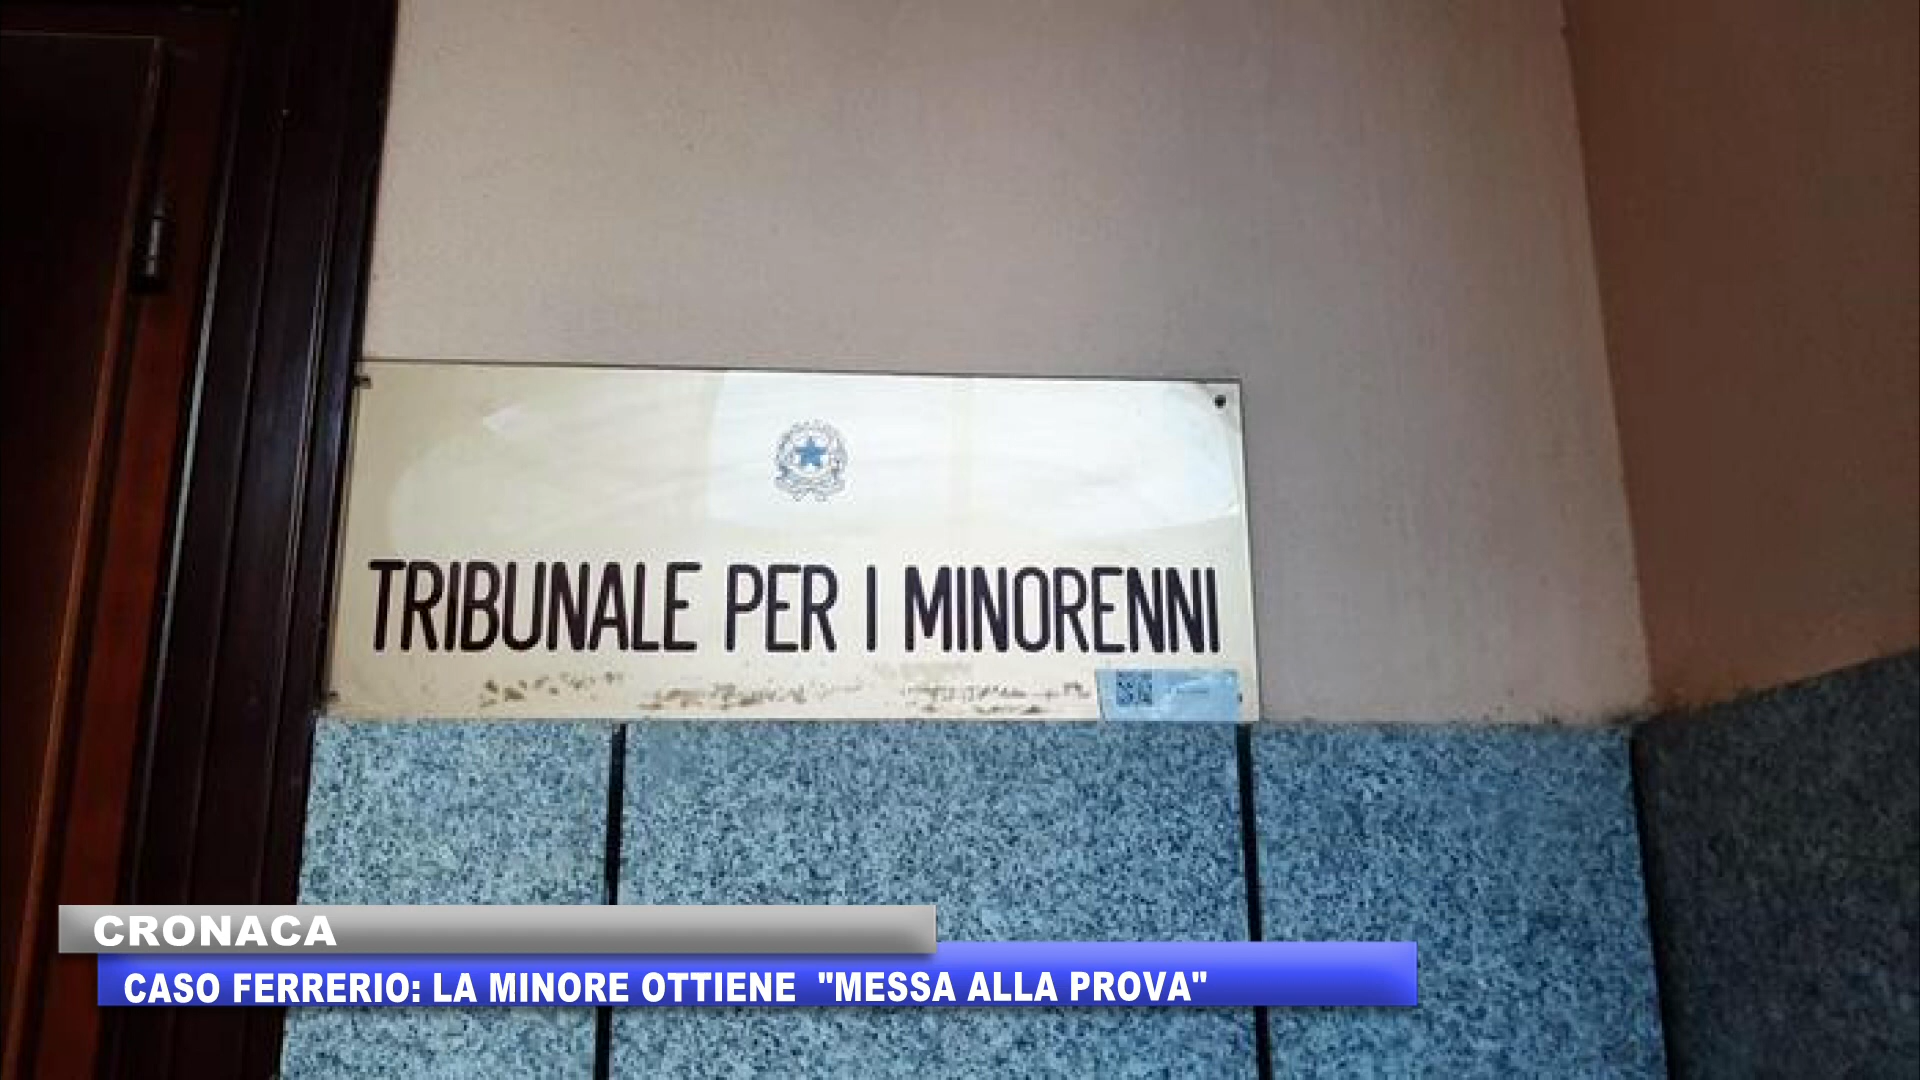 TRIBUNALE PER I MINORENNI
CRONACA
CASO FERRERIO: LA MINORE OTTIENE "MESSA ALLA PROVA"